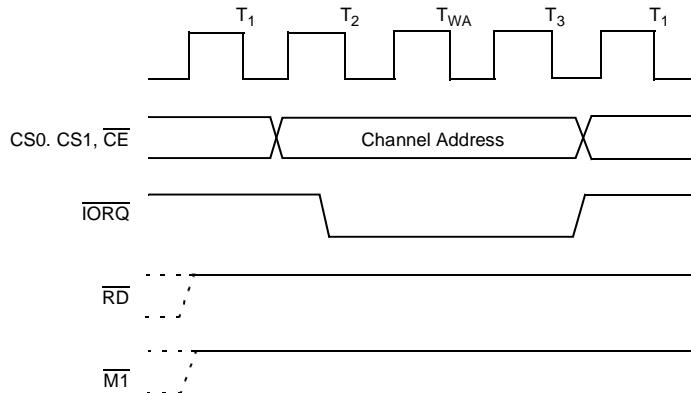 T1 T2 TWA T3 T1
CS0. CS1, CE
Channel Address
IORQ
RD
M1